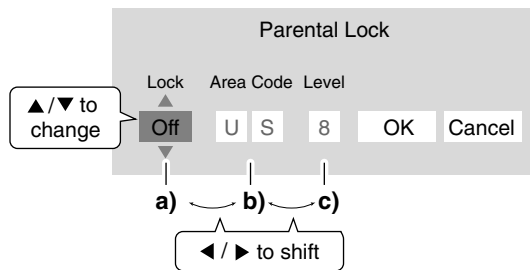 Parental Lock
Lock Area Code Level
▲/▼ to
change
Off U S 8 OK Cancel
a) b) c)
◀ / ▶ to shift